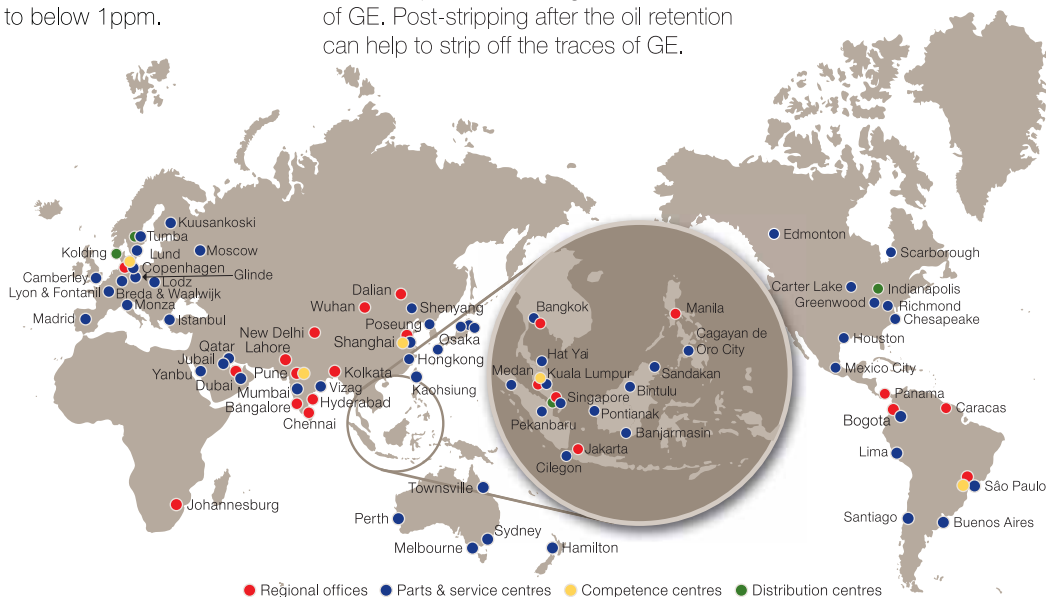 to below 1ppm.
of GE. Post-stripping after the oil retention
can help to strip off the traces of GE.
Kuusankoski
Tumba
Kolding
Lund
Moscow
Copenhagen
Glinde
Camberley
Lodz
Lyon & Fontanil
Breda & Waalwijk
Monza
Madrid
Istanbul
Dalian
Wuhan
Shenyang
New Delhi
Poseung
Osaka
Lahore
Shanghai
Qatar
Jubail
Hongkong
Yanbu
Pune
Kolkata
Dubai
Kaohsiung
Mumbai
Vizag
Bangalore
Hyderabad
Chennai
Johannesburg
Bangkok
Manila
Cagayan de
Oro City
Hat Yai
Medan
Kuala Lumpur
Sandakan
Bintulu
Singapore
Pekanbaru
Pontianak
Banjarmasin
Jakarta
Cilegon
Townsville
Perth
Sydney
Melbourne
Hamilton
Edmonton
Scarborough
Carter Lake
Indianapolis
Greenwood
Richmond
Chesapeake
Houston
Mexico City
Panama
Caracas
Bogota
Lima
Sâo Paulo
Santiago
Buenos Aires
Regional offices
Parts & service centres
Competence centres
Distribution centres